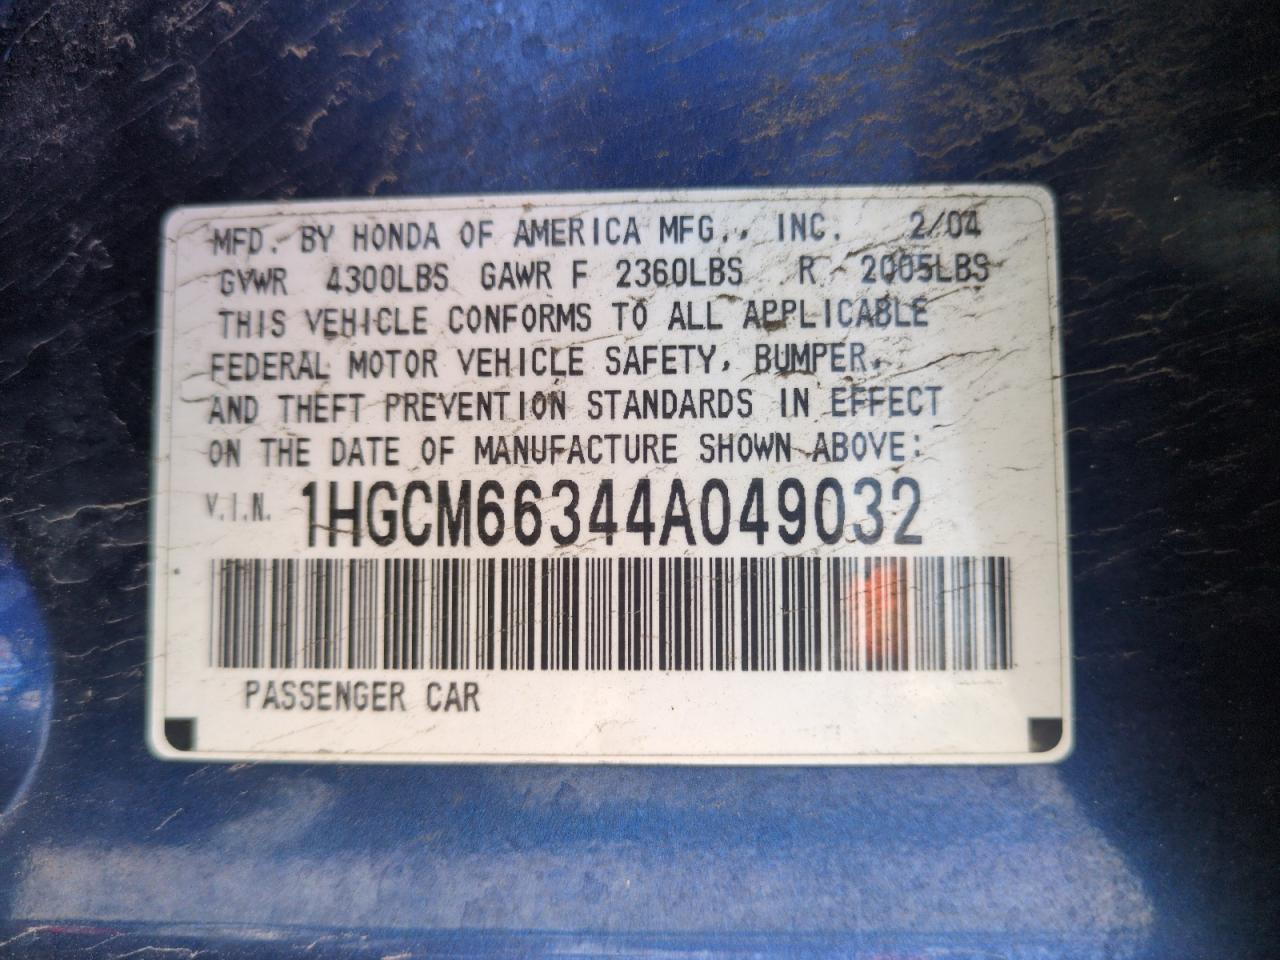 MFD. BY HONDA OF AMERICA MFG., INC. 2/04
GVWR 4300LBS GAWR F 2360LBS R 2005LBS
THIS VEHICLE CONFORMS TO ALL APPLICABLE
FEDERAL MOTOR VEHICLE SAFETY, BUMPER,
AND THEFT PREVENTION STANDARDS IN EFFECT
ON THE DATE OF MANUFACTURE SHOWN ABOVE:
V.I.N. 1HGCM66344A049032
PASSENGER CAR